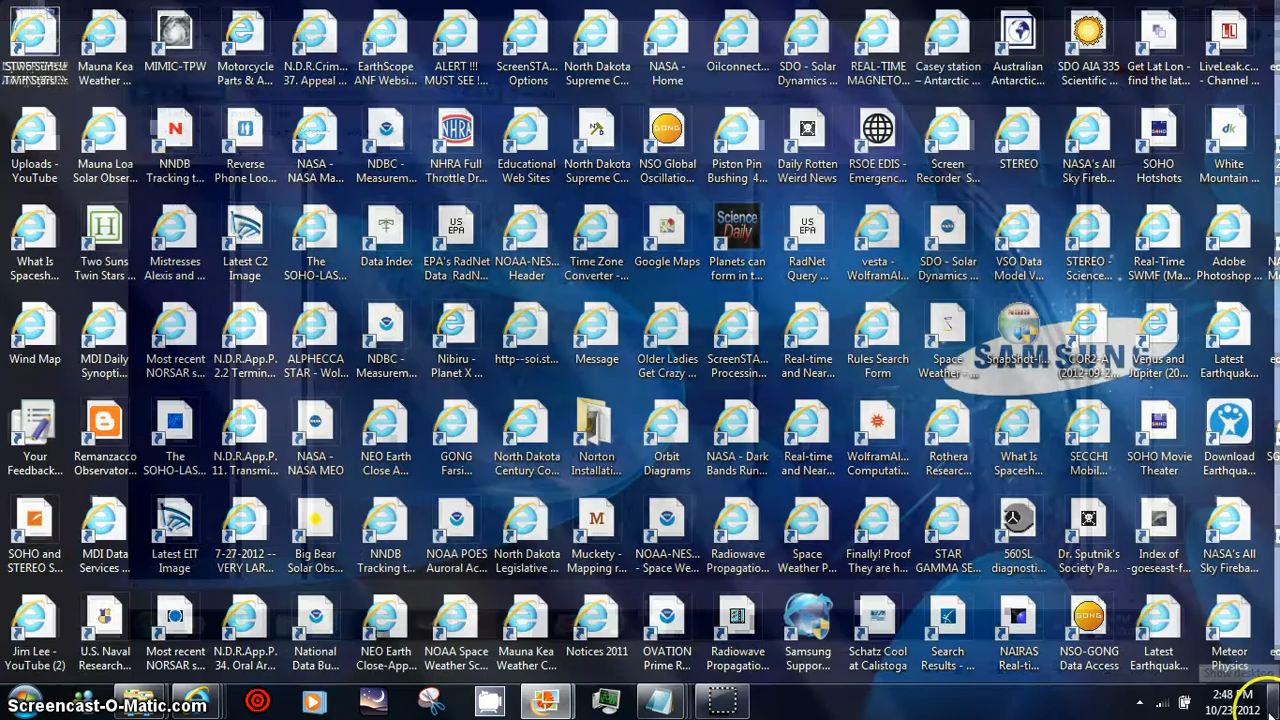 STwo Suns!! Mauna Kea MIMIC-TPW Motorcycle N.D.R.Crim... EarthScope ALERT !!! ScreenSTA... North Dakota NASA - Oilconnect... SDO - Solar REAL-TIME Casey station Australian SDO AIA 335 Get Lat Lon - LiveLeak.c...
Weather ... Parts & A... 37. Appeal ... ANF Websi... MUST SEE !... Options Supreme C... Home Dynamics ... MAGNETO... – Antarctic ... Antarctic... Scientific ... find the lat... - Channel ...
NHRA GONG SOHO dk
Uploads - Mauna Loa NNDB Reverse NASA - NDBC - NHRA Full Educational North Dakota NSO Global Piston Pin Daily Rotten RSOE EDIS - Screen STEREO NASA's All SOHO White
YouTube Solar Obser... Tracking t... Phone Loo... NASA Ma... Measurem... Throttle Dr... Web Sites Supreme C... Oscillatio... Bushing 4... Weird News Emergenc... Recorder S... Sky Fireb... Hotshots Mountain ...
H US EPA Science Daily US EPA
What Is Two Suns Mistresses Latest C2 The Data Index EPA's RadNet NOAA-NES... Time Zone Google Maps Planets can RadNet vesta - SDO - Solar VSO Data STEREO - Real-Time Adobe
Spacesh... Twin Stars ... Alexis and ... Image SOHO-LAS... Data RadN... Header Converter -... form in t... Query ... WolframAl... Dynamics ... Model V... Science... SWMF (Ma... Photoshop ...
SAMSUNG
Wind Map MDI Daily Most recent N.D.R.App.P. ALPHECCA NDBC - Nibiru - http--soi.st... Message Older Ladies ScreenSTA... Real-time Rules Search Space SnapShot-I... COR2-A Venus and Latest
Synopti... NORSAR s... 2.2 Termin... STAR - Wol... Measurem... Planet X ... Get Crazy ... Processin... and Near... Form Weather - ... (2012-09-2... Jupiter (20... Earthquak...
Your Remanzacco The N.D.R.App.P. NASA - NEO Earth GONG North Dakota Norton Orbit NASA - Dark Real-time WolframAl... Rothera What Is SECCHI SOHO Movie Download
Feedback... Observator... SOHO-LAS... 11. Transmi... NASA MEO Close A... Farsi... Century Co... Installati... Diagrams Bands Run... and Near... Computati... Researc... Spacesh... Mobil... Theater Earthqua...
SOHO and MDI Data Latest EIT 7-27-2012 -- Big Bear NNDB NOAA POES North Dakota Muckety - NOAA-NES... Radiowave Space Finally! Proof STAR 560SL Dr. Sputnik's Index of NASA's All
STEREO S... Services ... Image VERY LAR... Solar Obs... Tracking t... Auroral Ac... Legislative ... Mapping r... - Space We... Propagatio... Weather P... They are h... GAMMA SE... diagnosti... Society Pa... -goeseast-f... Sky Fireba...
Jim Lee - U.S. Naval Most recent N.D.R.App.P. National NEO Earth NOAA Space Mauna Kea Notices 2011 OVATION Radiowave Samsung Schatz Cool Search NAIRAS NSO-GONG Latest Meteor
YouTube (2) Research... NORSAR s... 34. Oral Ar... Data Bu... Close-App... Weather Sc... Weather C... Prime R... Propagatio... Suppor... at Calistoga Results - ... Real-ti... Data Access Earthquak... Physics
Show desktop
2:48 PM
10/23/2012
Screencast-O-Matic.com